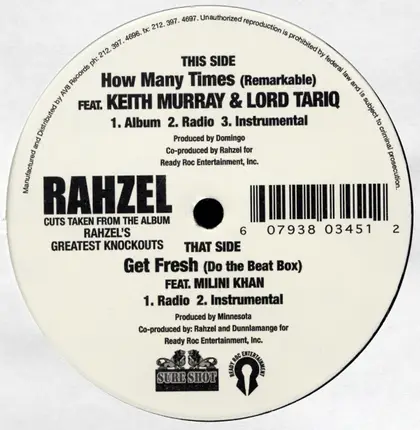 Manufactured and Distributed by AV8 Records ph: 212. 397. 4696. fx: 212. 397. 4697. Unauthorized reproduction is prohibited by federal law and is subject to criminal prosecution.
THIS SIDE
How Many Times (Remarkable)
FEAT. KEITH MURRAY & LORD TARIQ
1. Album 2. Radio 3. Instrumental
Produced by Domingo
Co-produced by Rahzel for
Ready Roc Entertainment, Inc.
RAHZEL
CUTS TAKEN FROM THE ALBUM
RAHZEL'S
GREATEST KNOCKOUTS
6 07938 03451 2
THAT SIDE
Get Fresh (Do the Beat Box)
FEAT. MILINI KHAN
1. Radio 2. Instrumental
Produced by Minnesota
Co-produced by: Rahzel and Dunnlamange for
Ready Roc Entertainment, Inc.
SURE SHOT
READY ROC ENTERTAINMENT